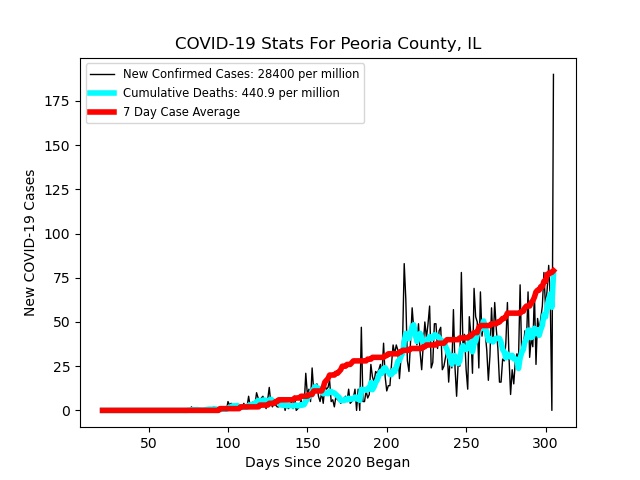 COVID-19 Stats For Peoria County, IL
New Confirmed Cases: 28400 per million
Cumulative Deaths: 440.9 per million
7 Day Case Average
New COVID-19 Cases
175
150
125
100
75
50
25
0
50 100 150 200 250 300
Days Since 2020 Began